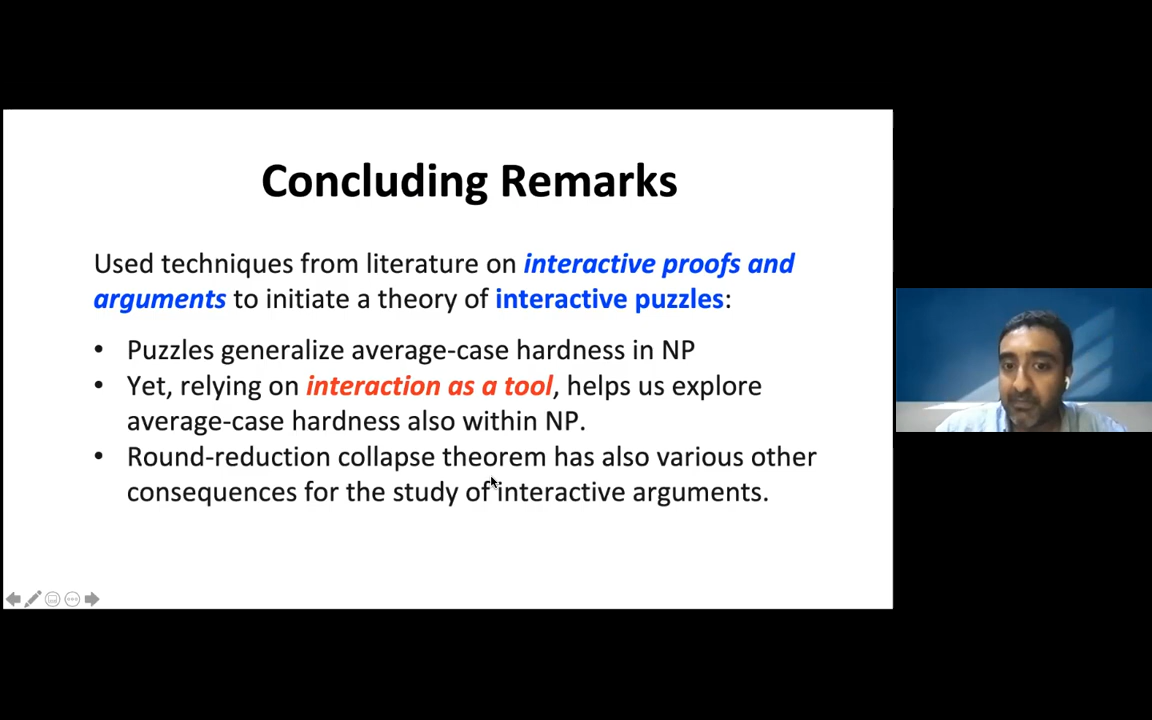 Concluding Remarks
Used techniques from literature on interactive proofs and
arguments to initiate a theory of interactive puzzles:
• Puzzles generalize average-case hardness in NP
• Yet, relying on interaction as a tool, helps us explore
average-case hardness also within NP.
• Round-reduction collapse theorem has also various other
consequences for the study of interactive arguments.